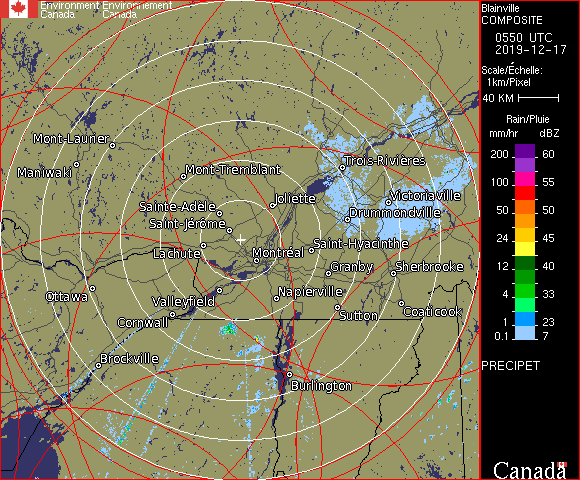 Environment Environnement
Canada Canada
Blainville
COMPOSITE
0550 UTC
2019-12-17
Scale/Échelle:
1km/Pixel
40 KM
Rain/Pluie
mm/hr dBZ
200 60
100 55
50 50
24 45
12 40
4 33
1 23
0.1 7
PRECIPET
Canada
Mont-Laurier
Maniwaki
Mont-Tremblant
Trois-Rivières
Joliette
Sainte-Adèle
Victoriaville
Drummondville
Saint-Jérôme
Saint-Hyacinthe
Lachute
Montréal
Granby
Sherbrooke
Ottawa
Valleyfield
Napierville
Cornwall
Sutton
Coaticook
Brockville
Burlington